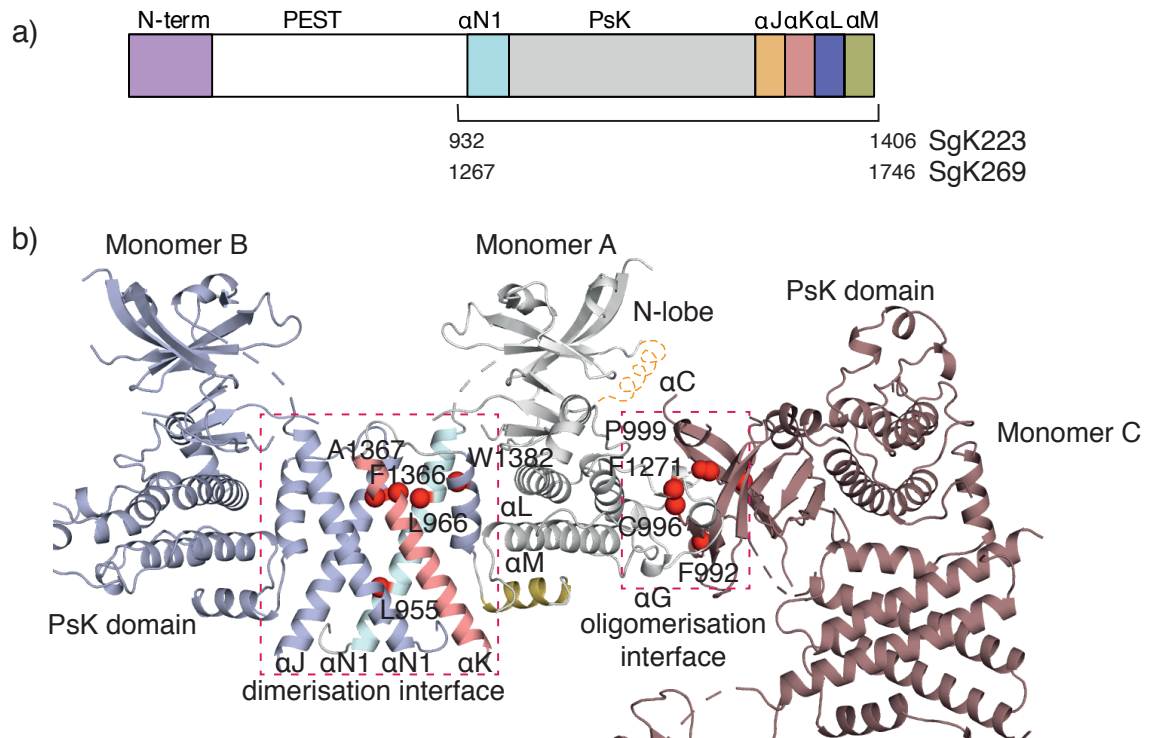 a)
N-term PEST αN1 PsK αJ αK αL αM
932 1406 SgK223
1267 1746 SgK269
b)
Monomer B Monomer A
PsK domain
N-lobe
αC
Monomer C
P999
A1367
W1382
F1271
F1366
αL
L966
C996
αM
F992
L955
αG
PsK domain
oligomerisation
interface
αJ αN1 αN1 αK
dimerisation interface